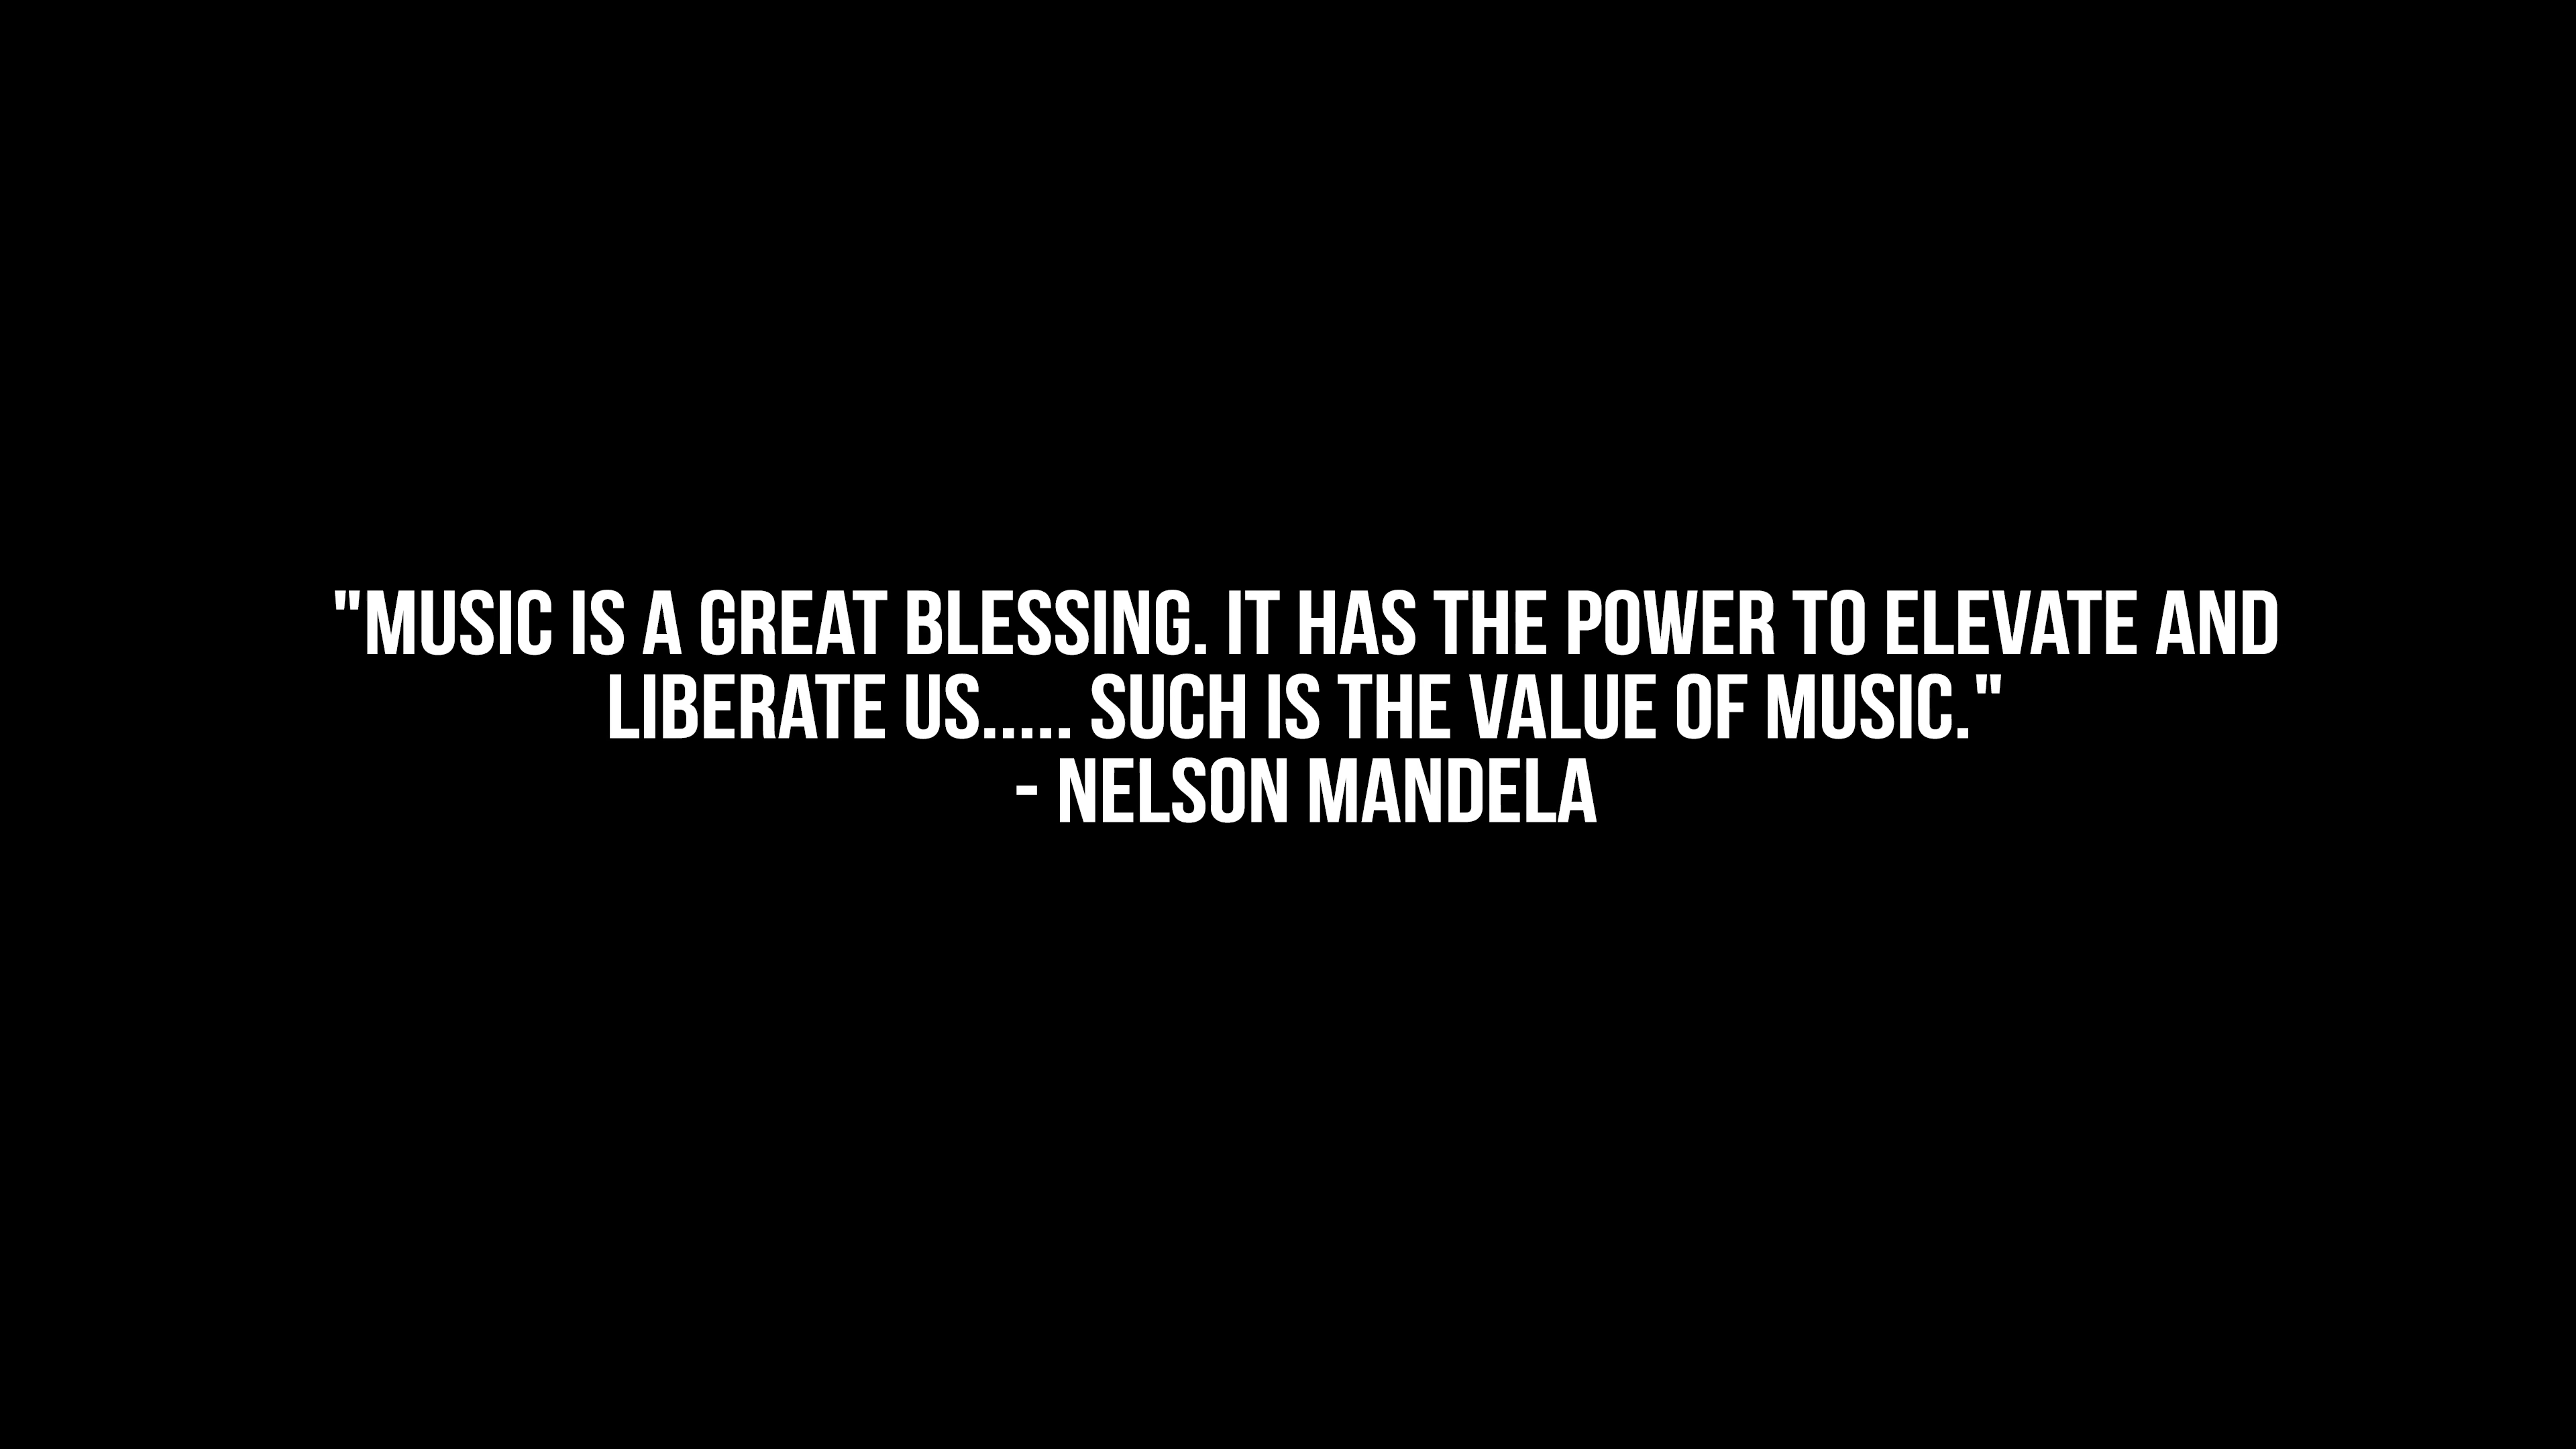 "MUSIC IS A GREAT BLESSING. IT HAS THE POWER TO ELEVATE AND
LIBERATE US..... SUCH IS THE VALUE OF MUSIC."
- NELSON MANDELA